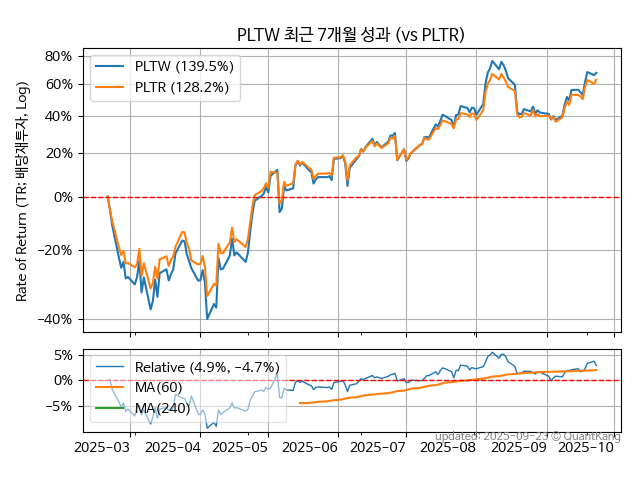 PLTW 최근 7개월 성과 (vs PLTR)
PLTW (139.5%)
PLTR (128.2%)
80%
60%
40%
20%
0%
−20%
−40%
Rate of Return (TR: 배당재투자, Log)
Relative (4.9%, −4.7%)
MA(60)
MA(240)
5%
0%
−5%
2025−03 2025−04 2025−05 2025−06 2025−07 2025−08 2025−09 2025−10
updated: 2025-09-23 © QuantKang